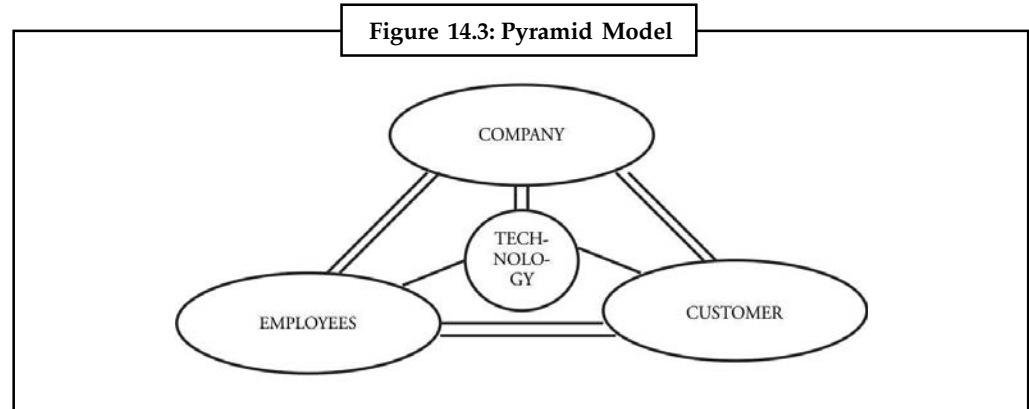 Figure 14.3: Pyramid Model
COMPANY
TECH-
NOLO-
GY
EMPLOYEES
CUSTOMER